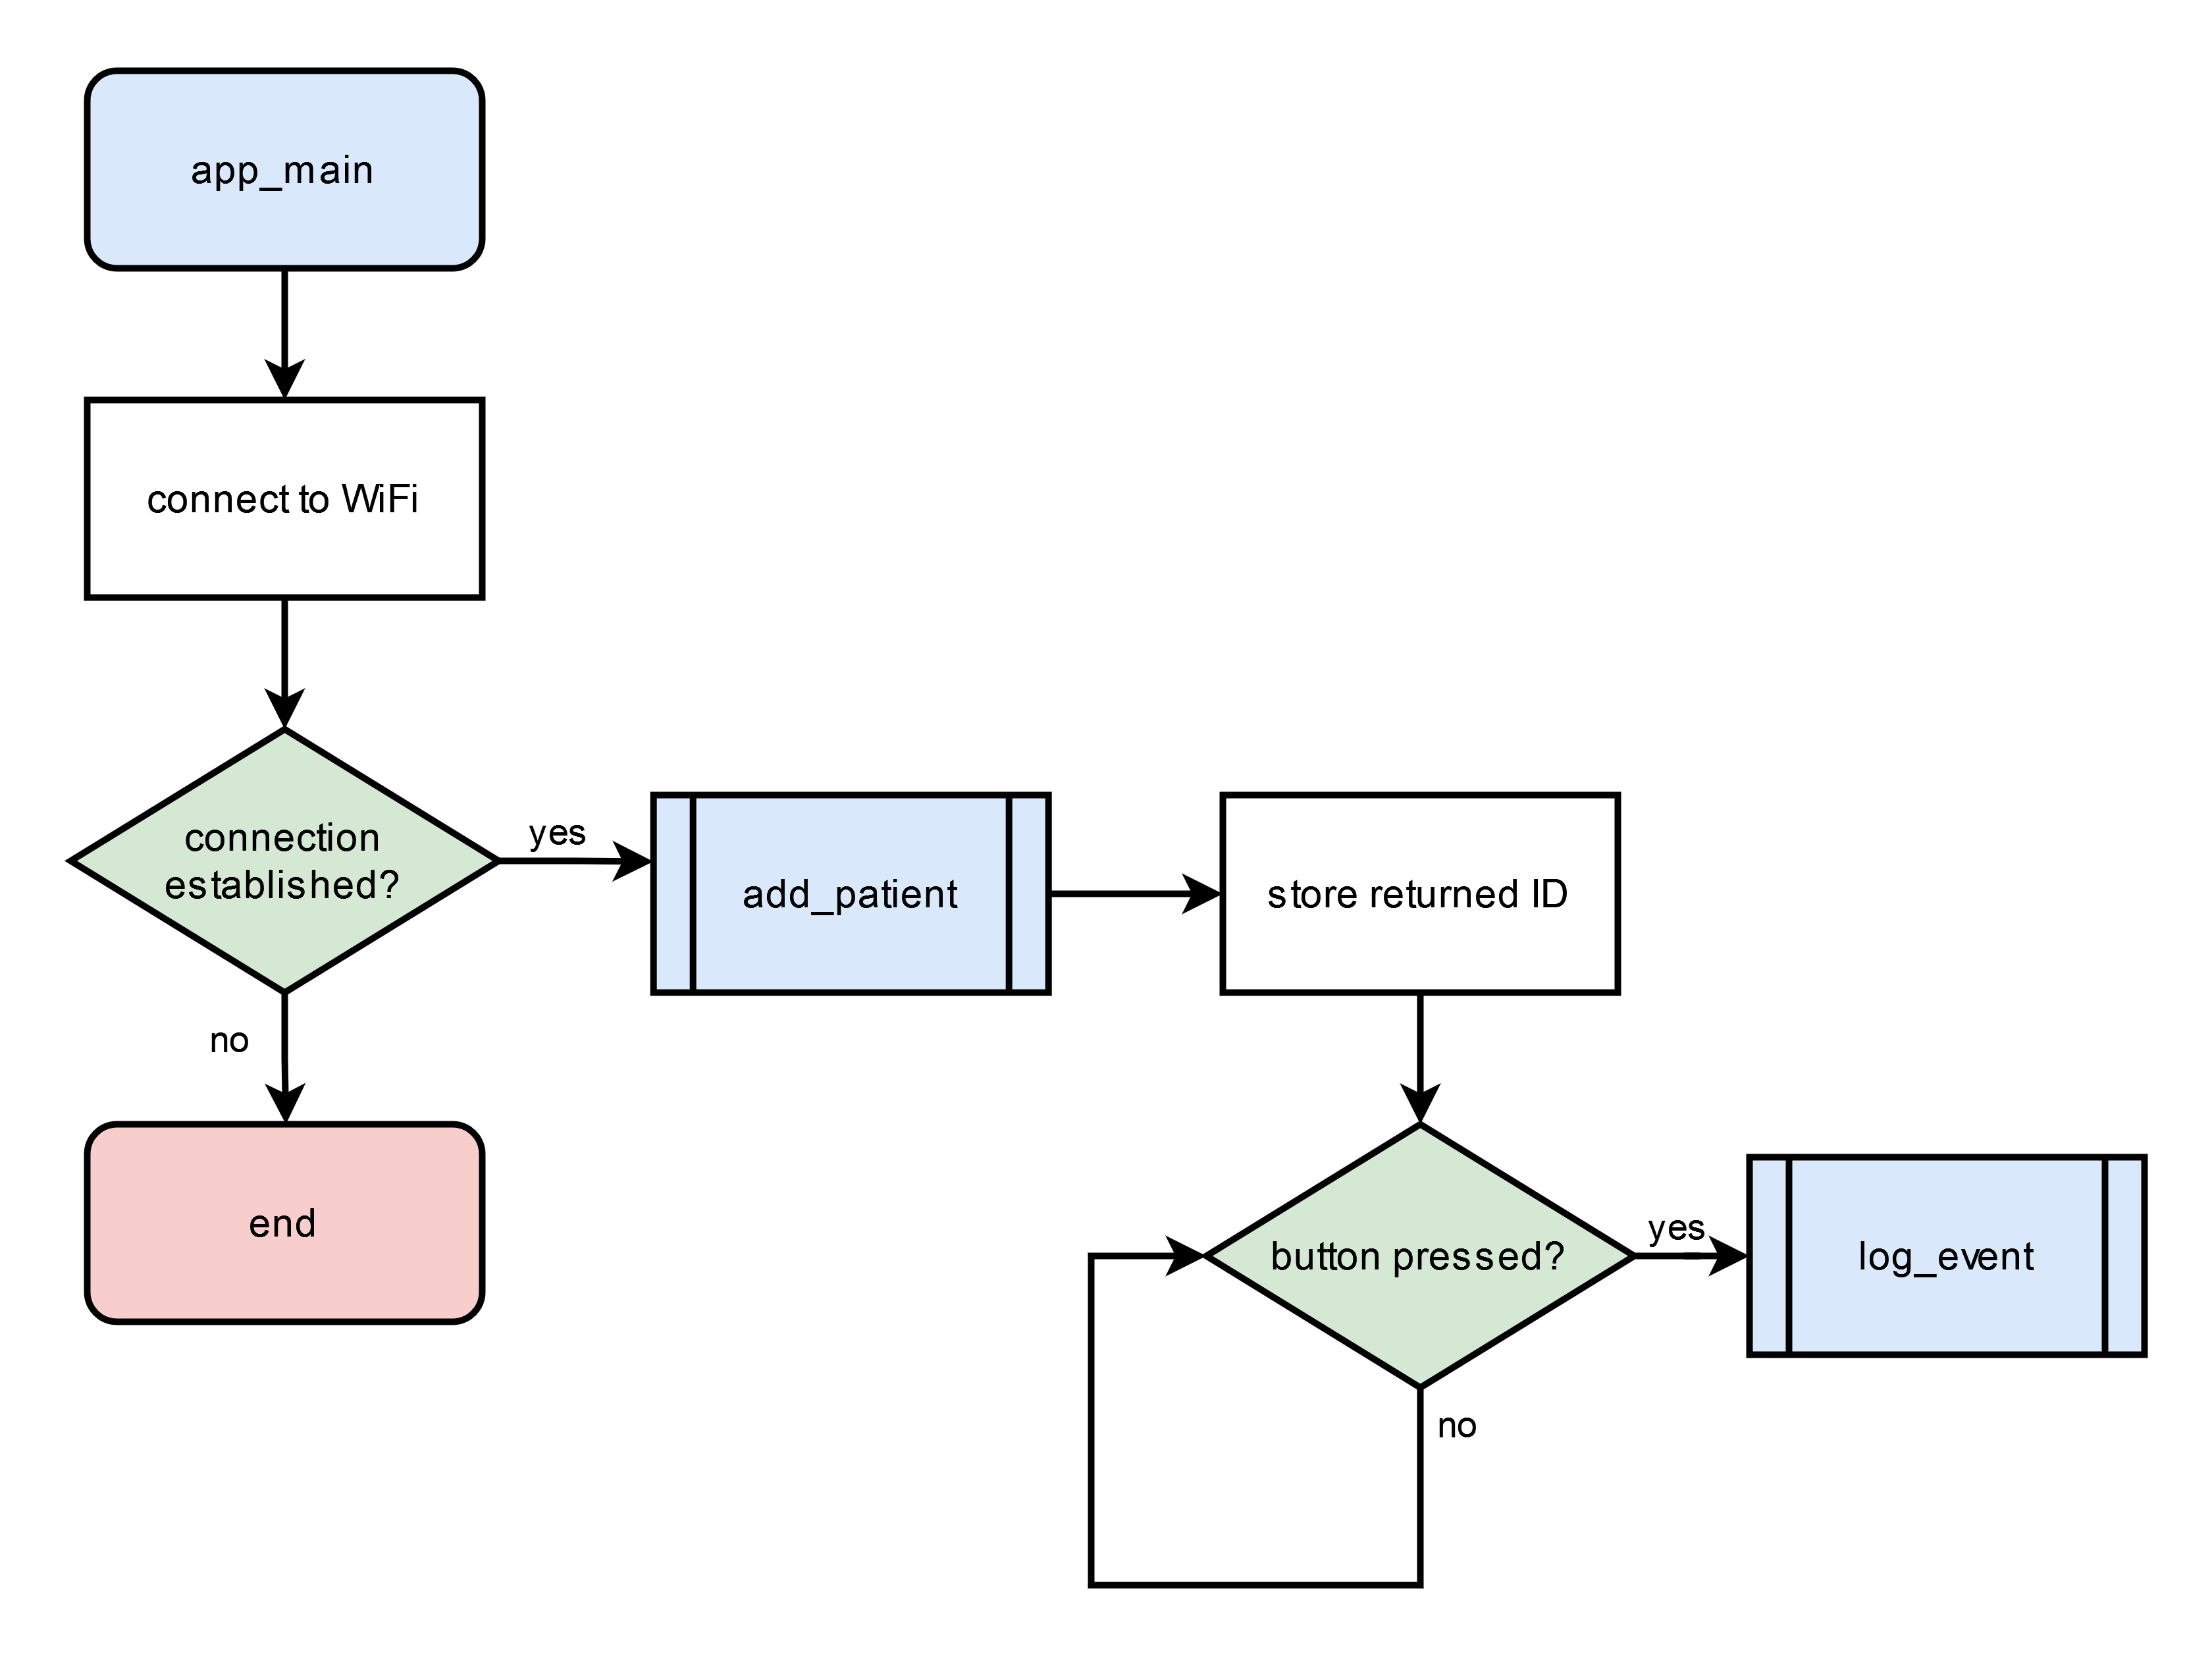 app_main
connect to WiFi
connection
established?
yes
add_patient
store returned ID
no
end
button pressed?
yes
log_event
no